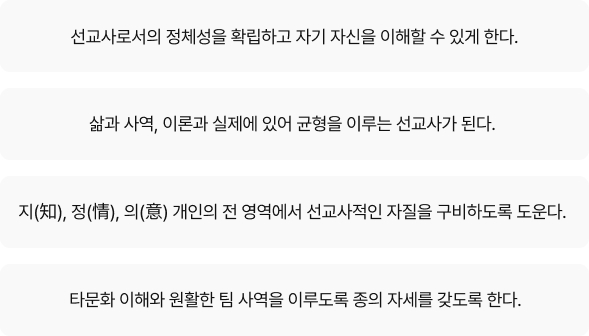 선교사로서의 정체성을 확립하고 자기 자신을 이해할 수 있게 한다.
삶과 사역, 이론과 실제에 있어 균형을 이루는 선교사가 된다.
지(知), 정(情), 의(意) 개인의 전 영역에서 선교사적인 자질을 구비하도록 도운다.
타문화 이해와 원활한 팀 사역을 이루도록 종의 자세를 갖도록 한다.